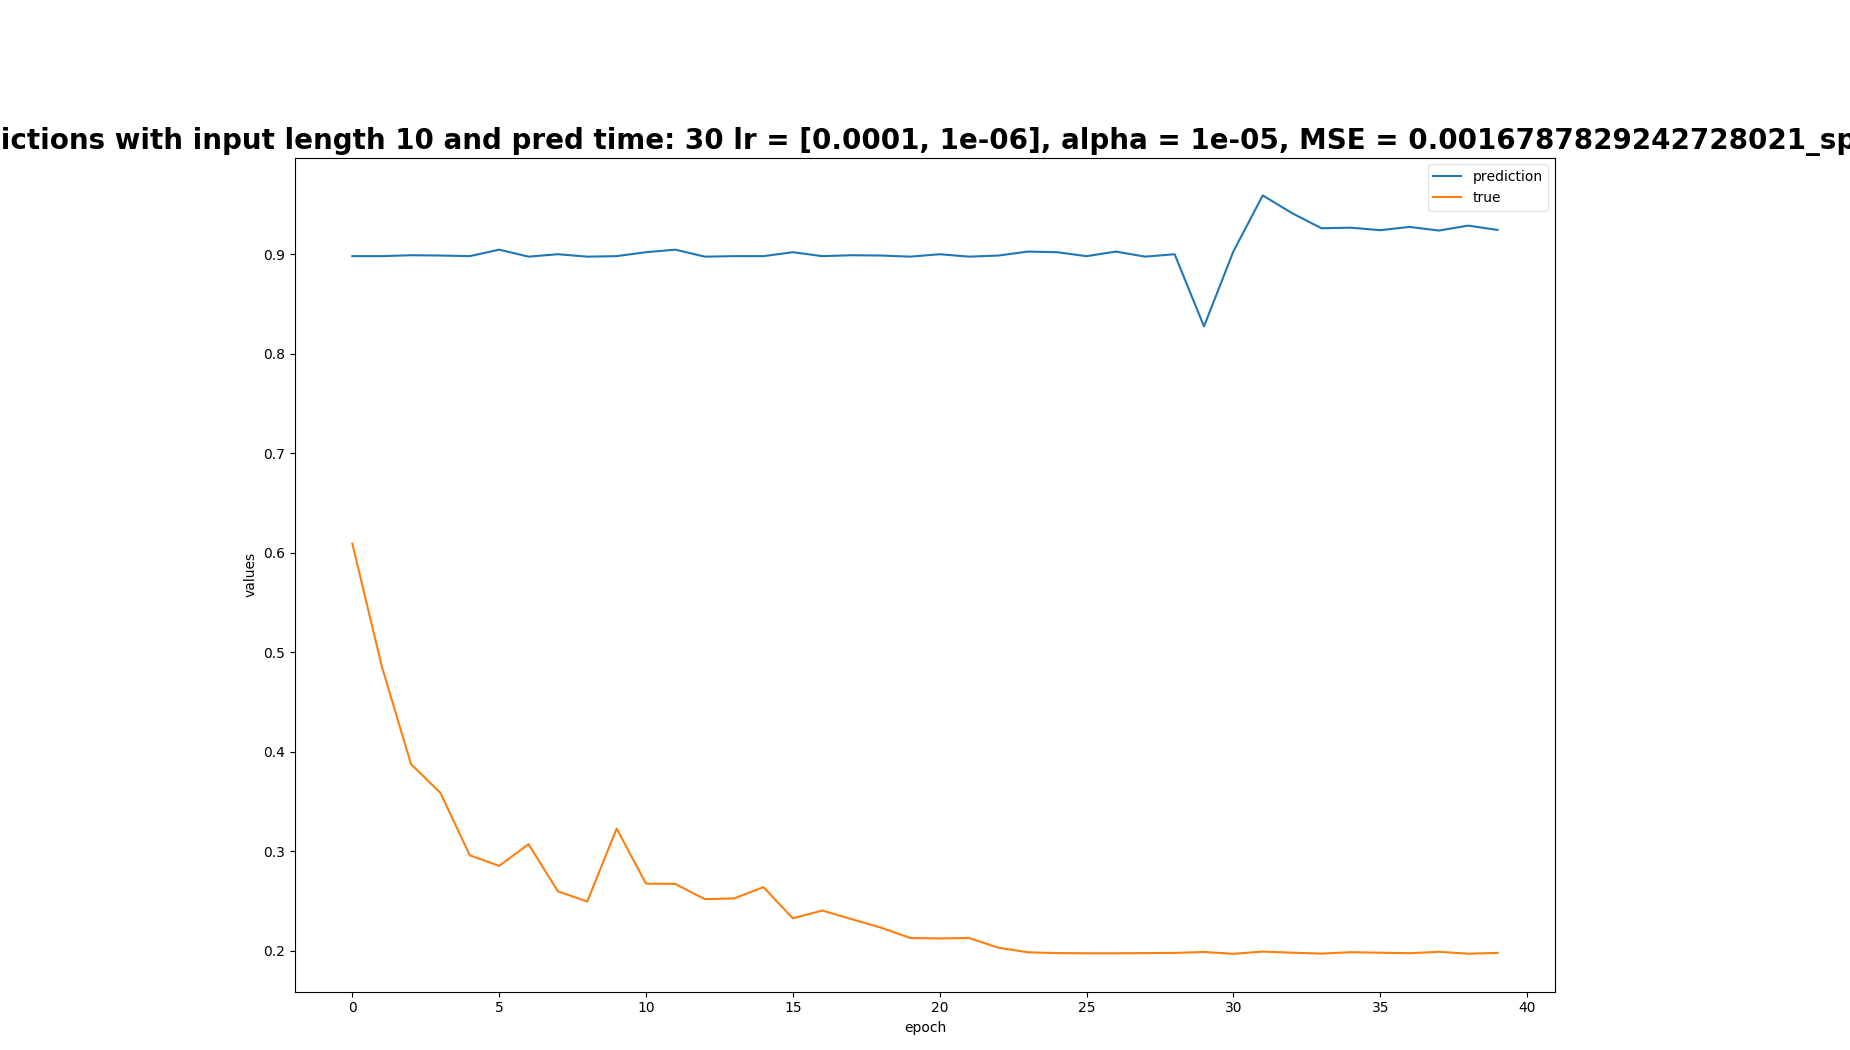 ictions with input length 10 and pred time: 30 lr = [0.0001, 1e-06], alpha = 1e-05, MSE = 0.0016787829242728021_sp
prediction
true
0.9
0.8
0.7
0.6
0.5
0.4
0.3
0.2
values
0 5 10 15 20 25 30 35 40
epoch